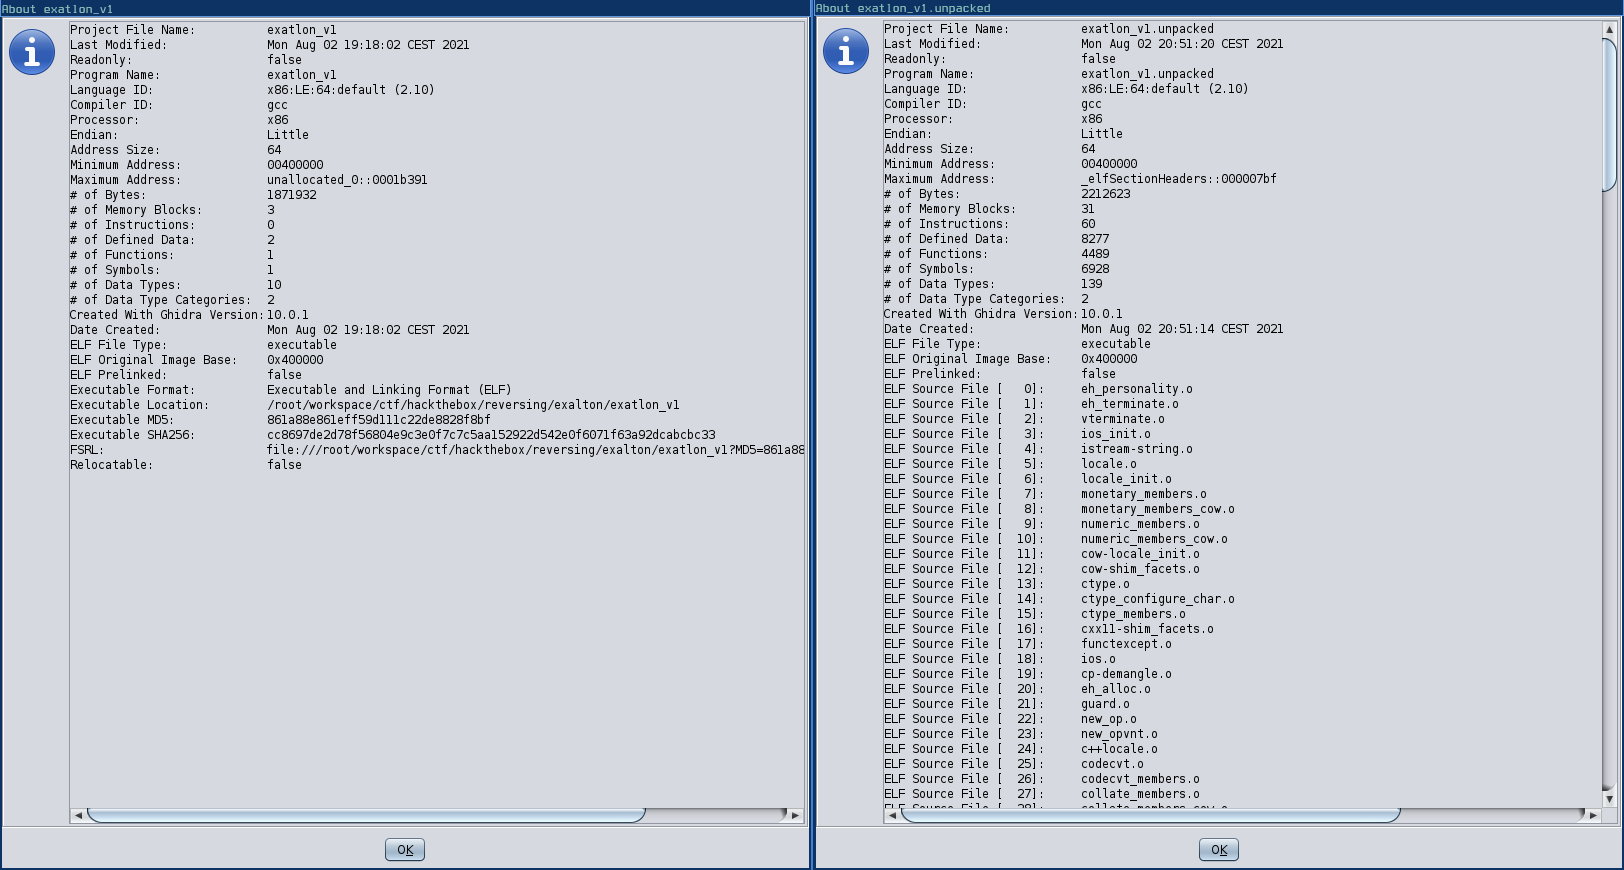 About exatlon_v1
Project File Name: exatlon_v1
Last Modified: Mon Aug 02 19:18:02 CEST 2021
Readonly: false
Program Name: exatlon_v1
Language ID: x86:LE:64:default (2.10)
Compiler ID: gcc
Processor: x86
Endian: Little
Address Size: 64
Minimum Address: 00400000
Maximum Address: unallocated_0::0001b391
# of Bytes: 1871932
# of Memory Blocks: 3
# of Instructions: 0
# of Defined Data: 2
# of Functions: 1
# of Symbols: 1
# of Data Types: 10
# of Data Type Categories: 2
Created With Ghidra Version: 10.0.1
Date Created: Mon Aug 02 19:18:02 CEST 2021
ELF File Type: executable
ELF Original Image Base: 0x400000
ELF Prelinked: false
Executable Format: Executable and Linking Format (ELF)
Executable Location: /root/workspace/ctf/hackthebox/reversing/exalton/exatlon_v1
Executable MD5: 861a88e861eff59d111c22de8828f8bf
Executable SHA256: cc8697de2d78f56804e9c3e0f7c7c5aa152922d542e0f6071f63a92dcabcbc33
FSRL: file:///root/workspace/ctf/hackthebox/reversing/exalton/exatlon_v1?MD5=861a88
Relocatable: false
OK
About exatlon_v1.unpacked
Project File Name: exatlon_v1.unpacked
Last Modified: Mon Aug 02 20:51:20 CEST 2021
Readonly: false
Program Name: exatlon_v1.unpacked
Language ID: x86:LE:64:default (2.10)
Compiler ID: gcc
Processor: x86
Endian: Little
Address Size: 64
Minimum Address: 00400000
Maximum Address: _elfSectionHeaders::000007bf
# of Bytes: 2212623
# of Memory Blocks: 31
# of Instructions: 60
# of Defined Data: 8277
# of Functions: 4489
# of Symbols: 6928
# of Data Types: 139
# of Data Type Categories: 2
Created With Ghidra Version: 10.0.1
Date Created: Mon Aug 02 20:51:14 CEST 2021
ELF File Type: executable
ELF Original Image Base: 0x400000
ELF Prelinked: false
ELF Source File [ 0]: eh_personality.o
ELF Source File [ 1]: eh_terminate.o
ELF Source File [ 2]: vterminate.o
ELF Source File [ 3]: ios_init.o
ELF Source File [ 4]: istream-string.o
ELF Source File [ 5]: locale.o
ELF Source File [ 6]: locale_init.o
ELF Source File [ 7]: monetary_members.o
ELF Source File [ 8]: monetary_members_cow.o
ELF Source File [ 9]: numeric_members.o
ELF Source File [ 10]: numeric_members_cow.o
ELF Source File [ 11]: cow-locale_init.o
ELF Source File [ 12]: cow-shim_facets.o
ELF Source File [ 13]: ctype.o
ELF Source File [ 14]: ctype_configure_char.o
ELF Source File [ 15]: ctype_members.o
ELF Source File [ 16]: cxx11-shim_facets.o
ELF Source File [ 17]: functexcept.o
ELF Source File [ 18]: ios.o
ELF Source File [ 19]: cp-demangle.o
ELF Source File [ 20]: eh_alloc.o
ELF Source File [ 21]: guard.o
ELF Source File [ 22]: new_op.o
ELF Source File [ 23]: new_opvnt.o
ELF Source File [ 24]: c++locale.o
ELF Source File [ 25]: codecvt.o
ELF Source File [ 26]: codecvt_members.o
ELF Source File [ 27]: collate_members.o
ELF Source File [ 28]: collate_members_cow.o
OK